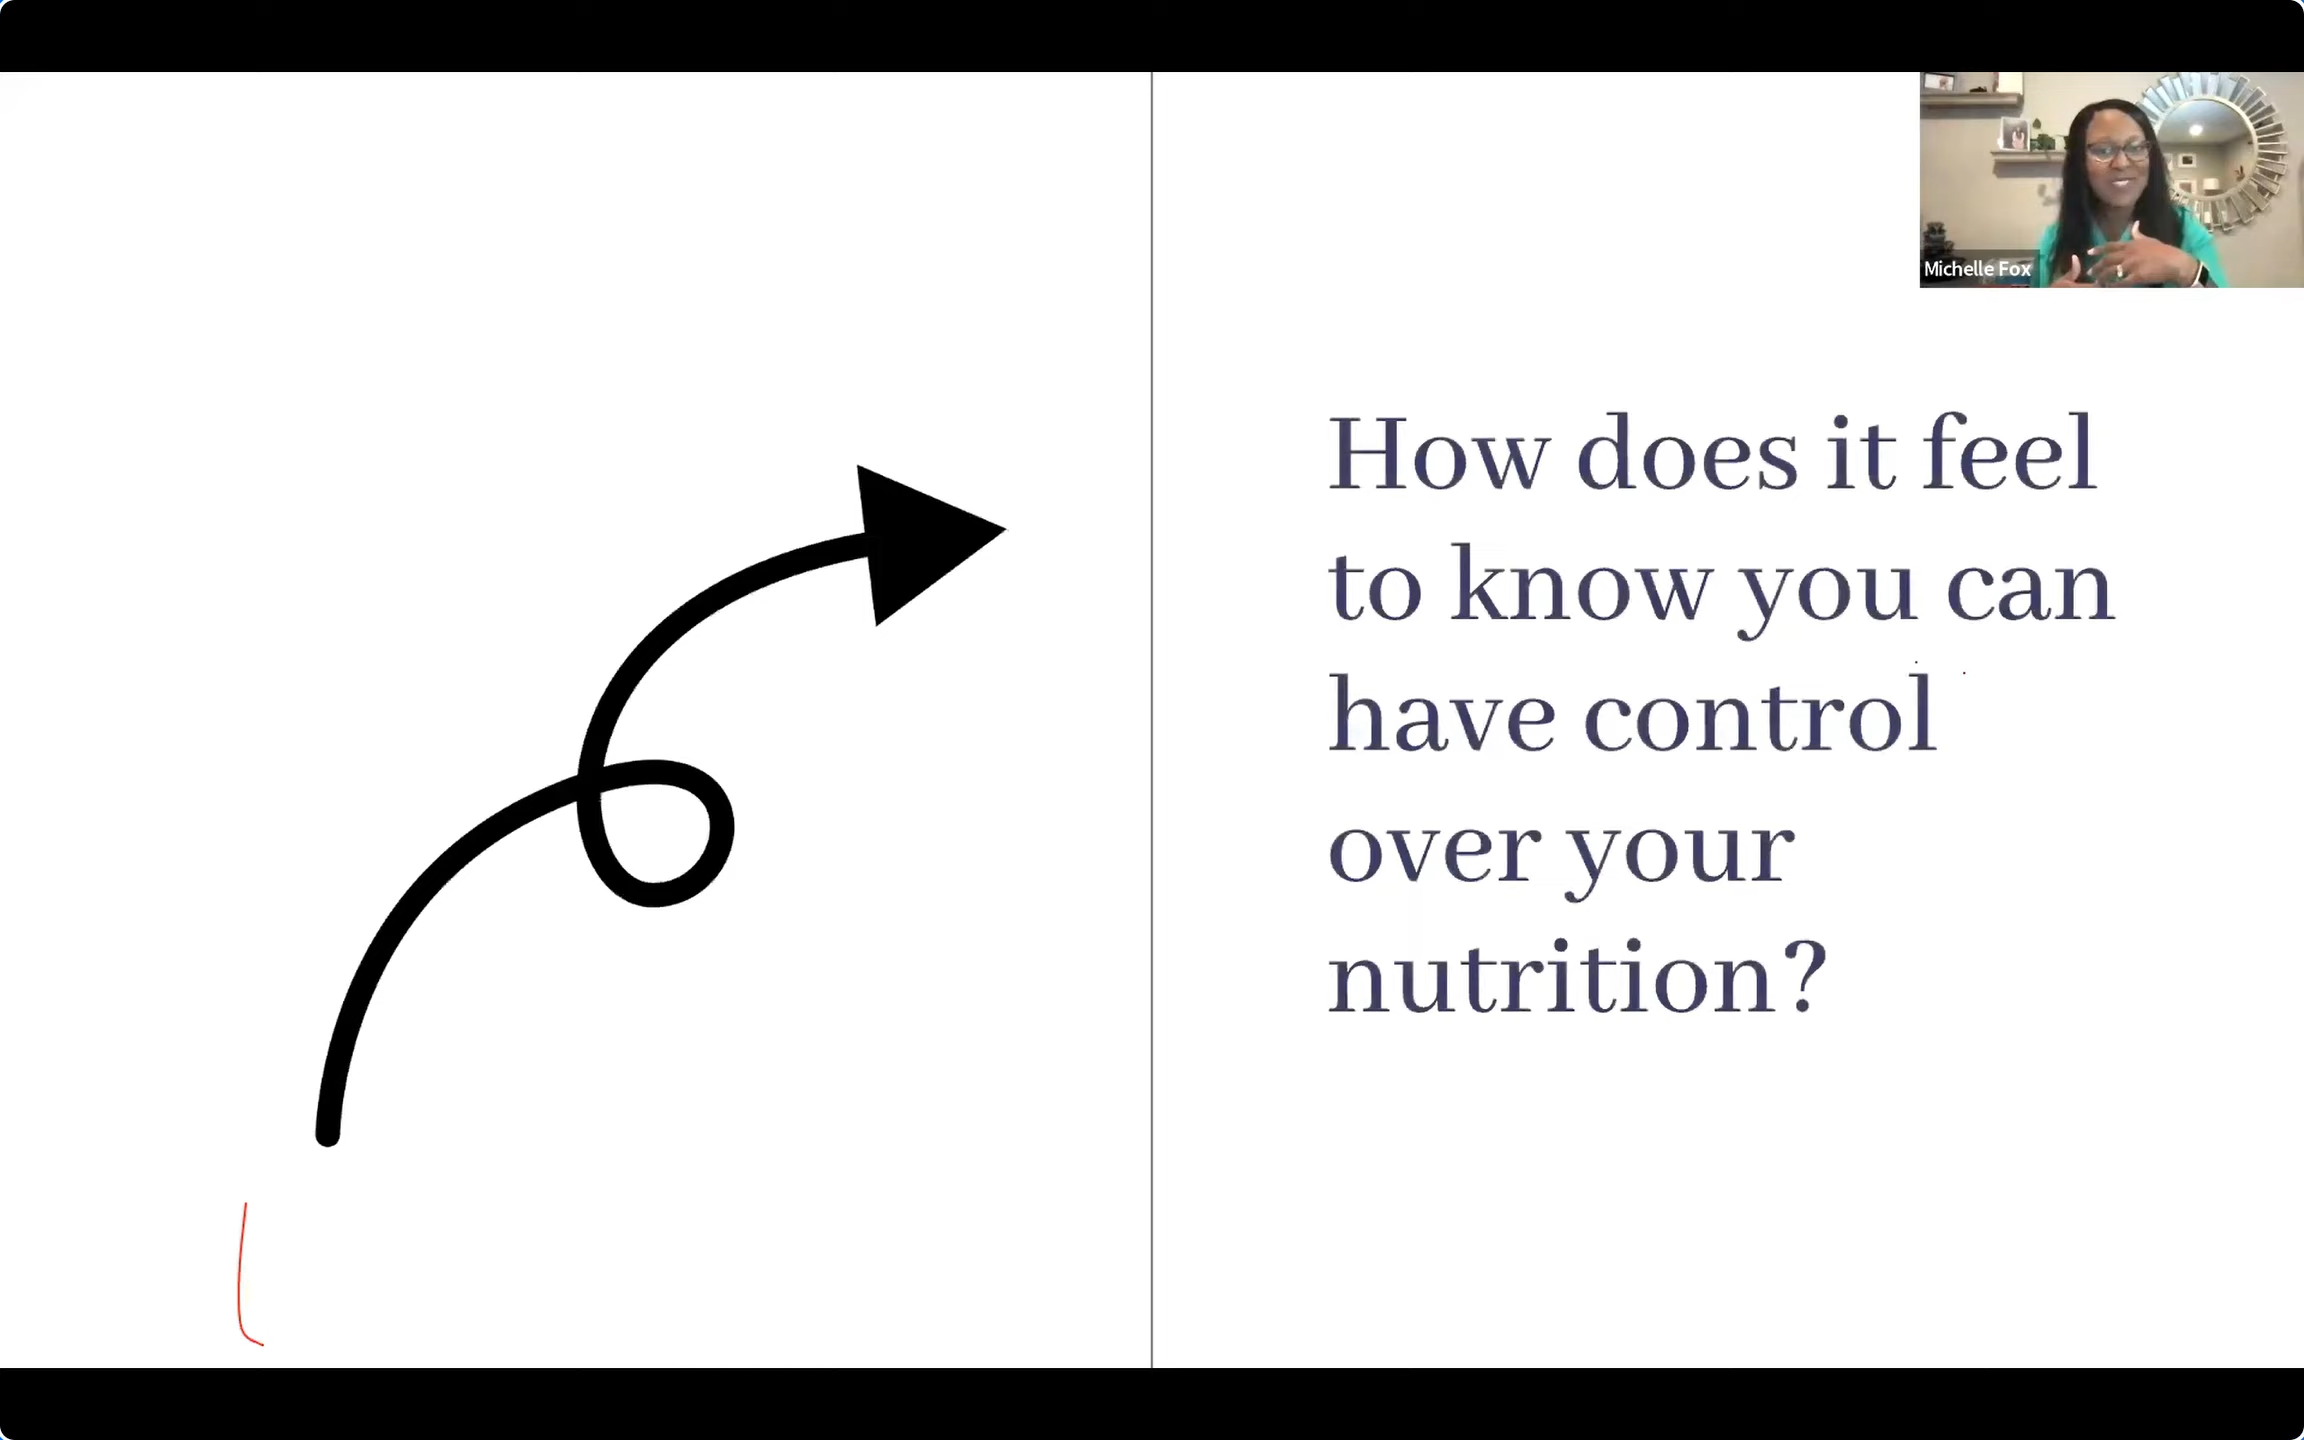 Michelle Fox
How does it feel
to know you can
have control
over your
nutrition?